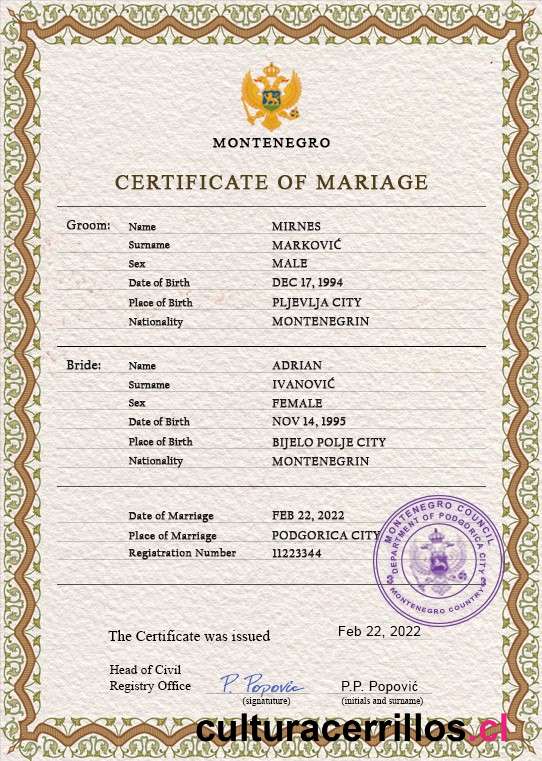 MONTENEGRO
CERTIFICATE OF MARIAGE
Groom: Name MIRNES
Surname MARKOVIĆ
Sex MALE
Date of Birth DEC 17, 1994
Place of Birth PLJEVLJA CITY
Nationality MONTENEGRIN
Bride: Name ADRIAN
Surname IVANOVIĆ
Sex FEMALE
Date of Birth NOV 14, 1995
Place of Birth BIJELO POLJE CITY
Nationality MONTENEGRIN
Date of Marriage FEB 22, 2022
Place of Marriage PODGORICA CITY
Registration Number 11223344
MONTENEGRO COUNCIL
DEPARTMENT OF PODGORICA CITY
MONTENEGRO COUNTRY
The Certificate was issued Feb 22, 2022
Head of Civil
Registry Office P. Popovic P.P. Popović
(signatuture) (initials and surname)
culturacerrillos.cl